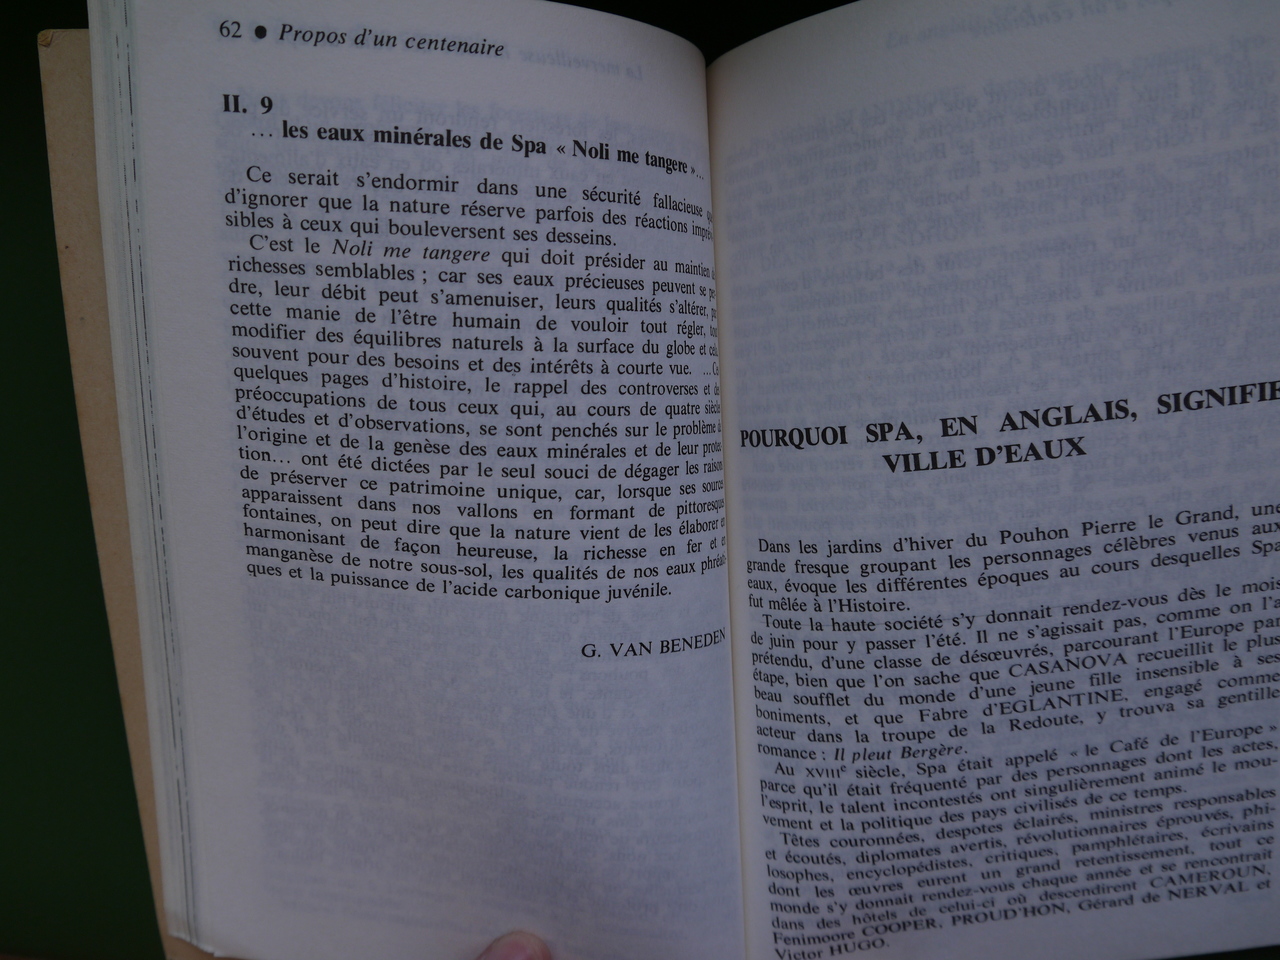 62 ● Propos d'un centenaire
II. 9
... les eaux minérales de Spa « Noli me tangere »...
Ce serait s'endormir dans une sécurité fallacieuse
d'ignorer que la nature réserve parfois des réactions
sibles à ceux qui bouleversent ses desseins.
C'est le Noli me tangere qui doit présider au maintien
richesses semblables ; car ses eaux précieuses peuvent se
dre, leur débit peut s'amenuiser, leurs qualités s'altérer,
cette manie de l'être humain de vouloir tout régler,
modifier des équilibres naturels à la surface du globe et
souvent pour des besoins et des intérêts à courte vue. ...
quelques pages d'histoire, le rappel des controverses et
préoccupations de tous ceux qui, au cours de quatre
d'études et d'observations, se sont penchés sur le problème
l'origine et de la genèse des eaux minérales et de leur
tion... ont été dictées par le seul souci de dégager les
de préserver ce patrimoine unique, car, lorsque ses
apparaissent dans nos vallons en formant de
fontaines, on peut dire que la nature vient de les élaborer
harmonisant de façon heureuse, la richesse en fer et
manganèse de notre sous-sol, les qualités de nos eaux
ques et la puissance de l'acide carbonique juvénile.
G. VAN BENEDEN
POURQUOI SPA, EN ANGLAIS, SIGNIFIE
VILLE D'EAUX
Dans les jardins d'hiver du Pouhon Pierre le Grand, une
grande fresque groupant les personnages célèbres venus aux
eaux, évoque les différentes époques au cours desquelles Spa
fut mêlée à l'Histoire.
Toute la haute société s'y donnait rendez-vous dès le mois
de juin pour y passer l'été. Il ne s'agissait pas, comme on l'a
prétendu, d'une classe de désœuvrés, parcourant l'Europe par
étape, bien que l'on sache que CASANOVA recueillit le plus
beau soufflet du monde d'une jeune fille insensible à ses
boniments, et que Fabre d'EGLANTINE, engagé comme
acteur dans la troupe de la Redoute, y trouva sa gentille
romance : Il pleut Bergère.
Au XVIIIe siècle, Spa était appelé « le Café de l'Europe »
parce qu'il était fréquenté par des personnages dont les actes,
l'esprit, le talent incontestés ont singulièrement animé le mou-
vement et la politique des pays civilisés de ce temps.
Têtes couronnées, despotes éclairés, ministres responsables
et écoutés, diplomates avertis, révolutionnaires éprouvés, phi-
losophes, encyclopédistes, critiques, pamphlétaires, écrivains
dont les œuvres eurent un grand retentissement, tout ce
monde s'y donnait rendez-vous chaque année et se rencontrait
dans des hôtels de celui-ci où descendirent CAMEROUN,
Fenimoore COOPER, PROUD'HON, Gérard de NERVAL et
Victor HUGO.